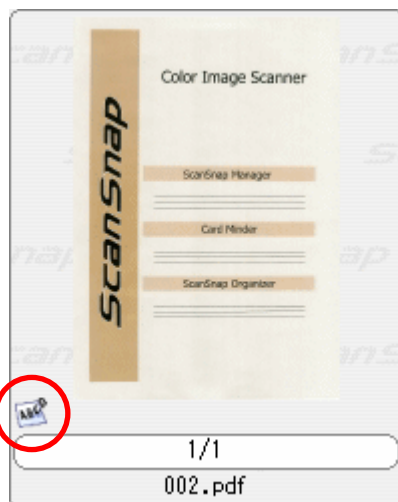 ScanSnap
Color Image Scanner
ScanSnap Manager
Card Minder
ScanSnap Organizer
1/1
002.pdf